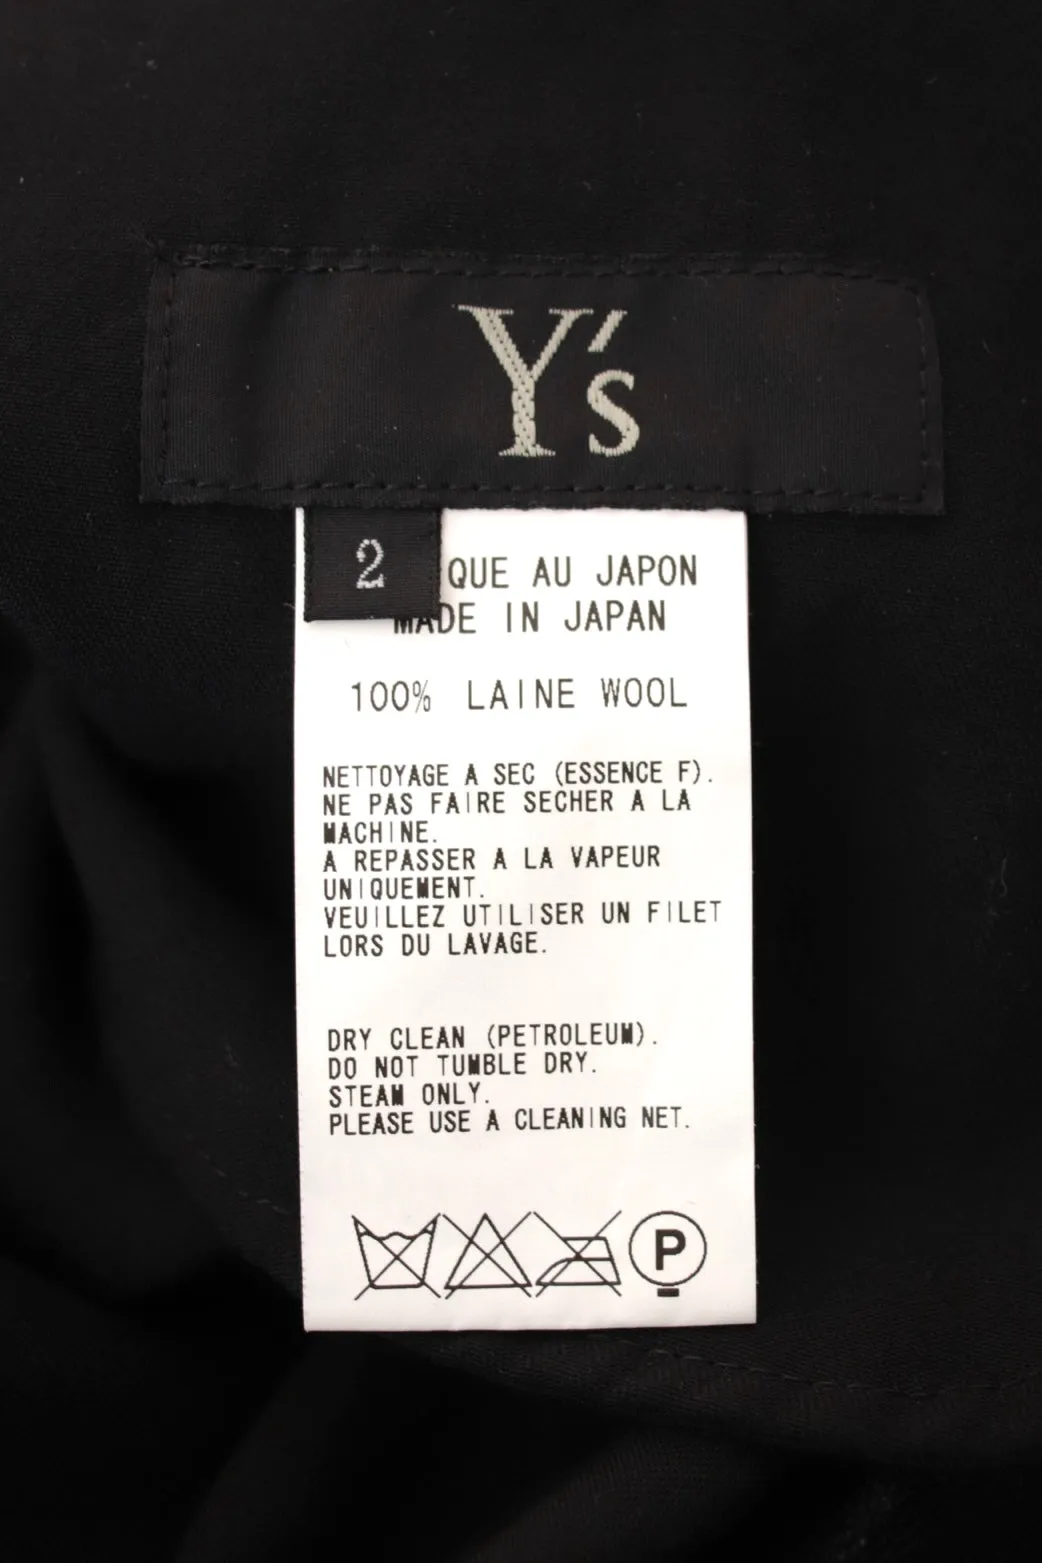 Y's
2
QUE AU JAPON
MADE IN JAPAN
100% LAINE WOOL
NETTOYAGE A SEC (ESSENCE F).
NE PAS FAIRE SECHER A LA
MACHINE.
A REPASSER A LA VAPEUR
UNIQUEMENT.
VEUILLEZ UTILISER UN FILET
LORS DU LAVAGE.
DRY CLEAN (PETROLEUM).
DO NOT TUMBLE DRY.
STEAM ONLY.
PLEASE USE A CLEANING NET.
P